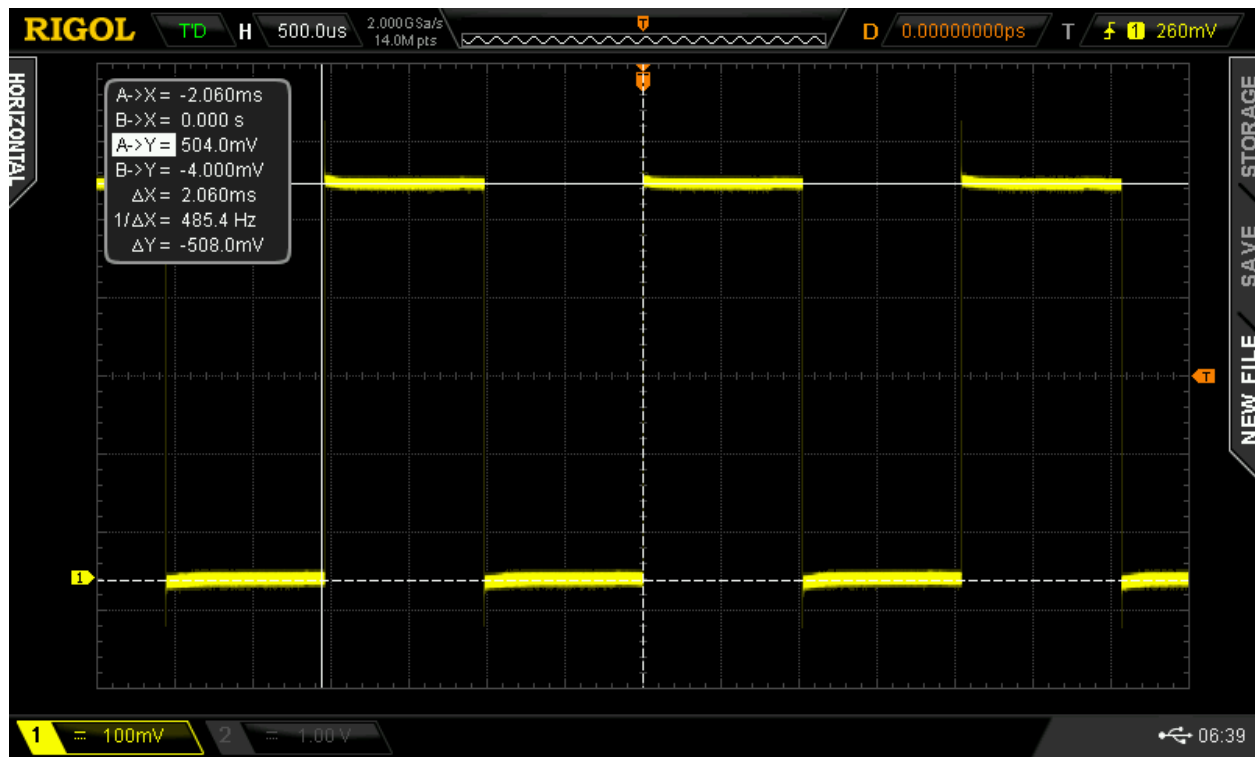 RIGOL T'D H 500.0us 2.000GSa/s 14.0Mpts D 0.00000000ps T 1 260mV
HORIZONTAL
A->X = -2.060ms
B->X = 0.000 s
A->Y = 504.0mV
B->Y = -4.000mV
ΔX = 2.060ms
1/ΔX = 485.4 Hz
ΔY = -508.0mV
T
T
T
1
STORAGE
SAVE
NEW FILE
1 = 100mV 2 = 1.00 V 06:39